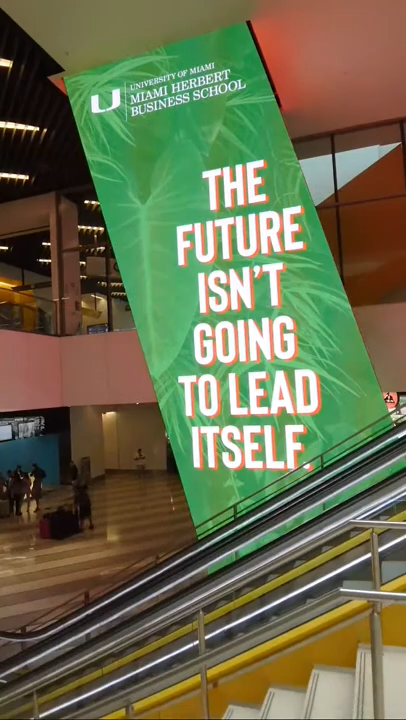 UNIVERSITY OF MIAMI
MIAMI HERBERT
BUSINESS SCHOOL
THE
FUTURE
ISN'T
GOING
TO LEAD
ITSELF.